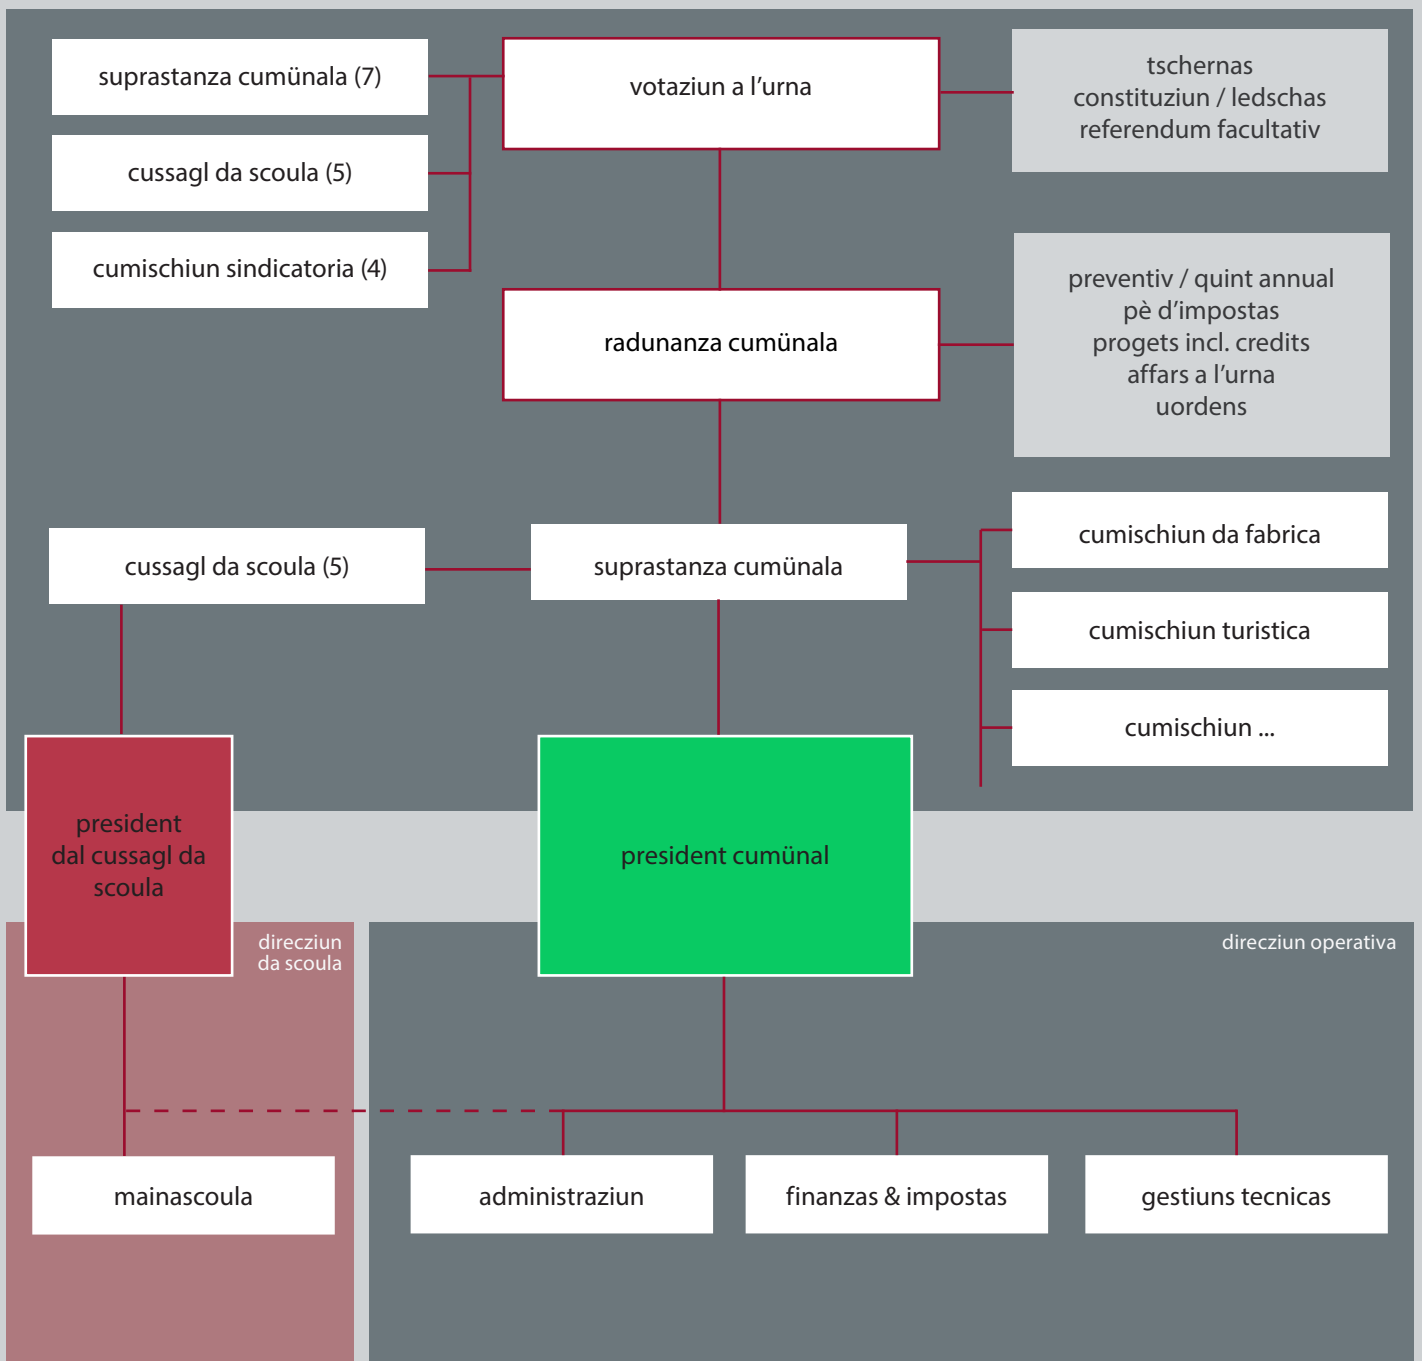 suprastanza cumünala (7)
votaziun a l’urna
tschernas
constituziun / ledschas
referendum facultativ
cussagl da scoula (5)
cumischiun sindicatoria (4)
radunanza cumünala
preventiv / quint annual
pè d’impostas
progets incl. credits
affars a l’urna
uordens
cussagl da scoula (5)
suprastanza cumünala
cumischiun da fabrica
cumischiun turistica
cumischiun ...
president
dal cussagl da
scoula
president cumünal
direcziun
da scoula
direcziun operativa
mainascoula
administraziun
finanzas & impostas
gestiuns tecnicas